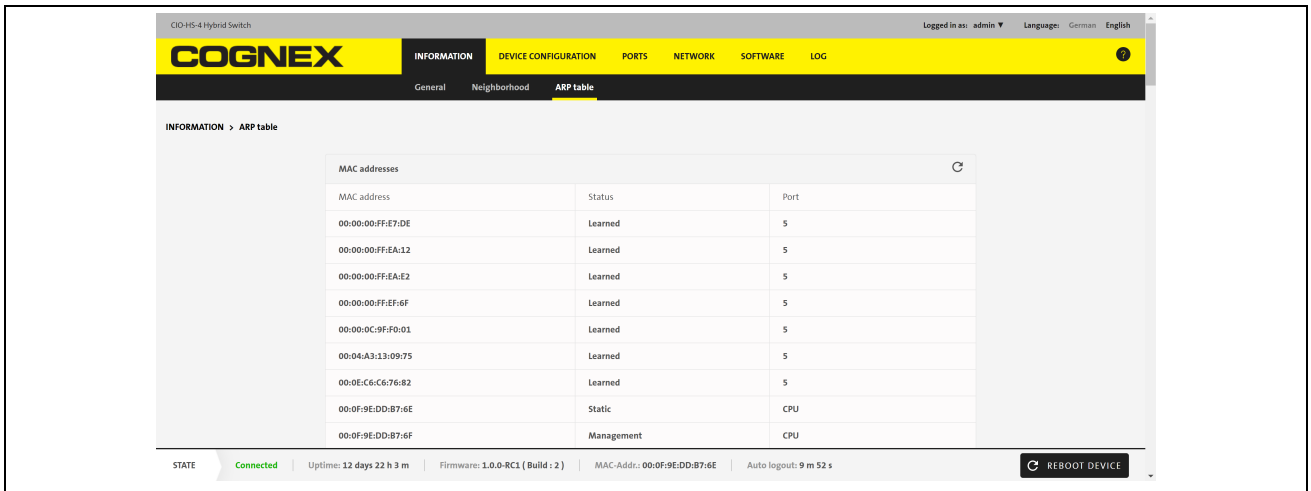 CIO-HS-4 Hybrid Switch Logged in as: admin ▼ Language: German English
COGNEX INFORMATION DEVICE CONFIGURATION PORTS NETWORK SOFTWARE LOG ?
General Neighborhood ARP table
INFORMATION > ARP table
MAC addresses
MAC address Status Port
00:00:00:FF:E7:DE Learned 5
00:00:00:FF:EA:12 Learned 5
00:00:00:FF:EA:E2 Learned 5
00:00:00:FF:EF:6F Learned 5
00:00:0C:9F:F0:01 Learned 5
00:04:A3:13:09:75 Learned 5
00:0E:C6:C6:76:82 Learned 5
00:0F:9E:DD:B7:6E Static CPU
00:0F:9E:DD:B7:6F Management CPU
STATE Connected Uptime: 12 days 22 h 3 m Firmware: 1.0.0-RC1 ( Build : 2 ) MAC-Addr.: 00:0F:9E:DD:B7:6E Auto logout: 9 m 52 s REBOOT DEVICE